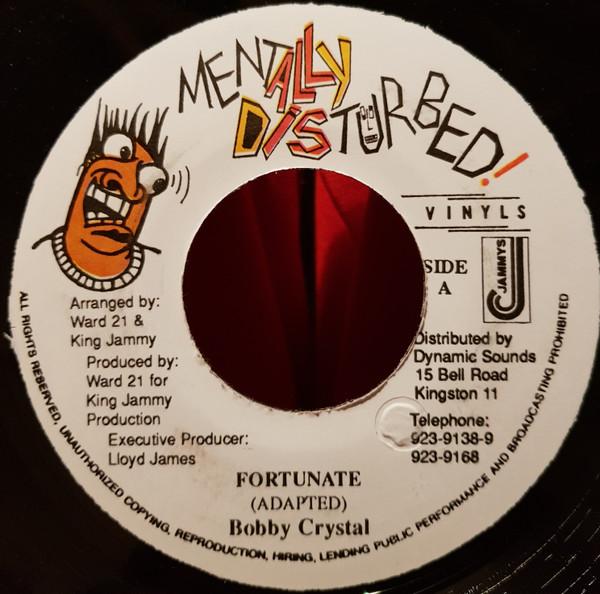 MENTALLY
DISTURBED!
VINYLS
SIDE
A
JAMMYS
Arranged by:
Ward 21 &
King Jammy
Produced by:
Ward 21 for
King Jammy
Production
Executive Producer:
Lloyd James
Distributed by
Dynamic Sounds
15 Bell Road
Kingston 11
Telephone:
923-9138-9
923-9168
FORTUNATE
(ADAPTED)
Bobby Crystal
ALL RIGHTS RESERVED, UNAUTHORIZED COPYING, REPRODUCTION, HIRING, LENDING PUBLIC PERFORMANCE AND BROADCASTING PROHIBITED